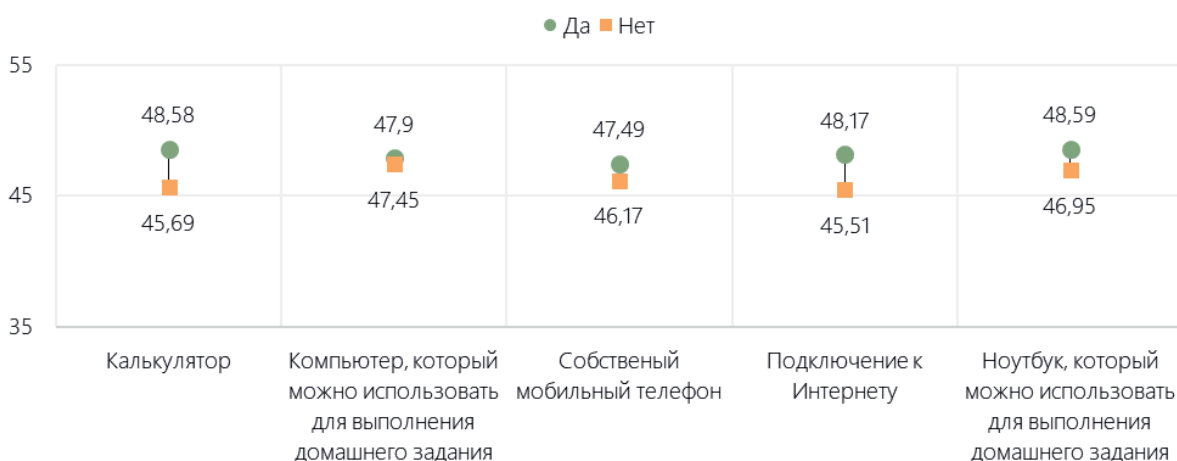 Да Нет
55
48,58 47,9 47,49 48,17 48,59
45
45,69 47,45 46,17 45,51 46,95
35
Калькулятор
Компьютер, который
можно использовать
для выполнения
домашнего задания
Собственый
мобильный телефон
Подключение к
Интернету
Ноутбук, который
можно использовать
для выполнения
домашнего задания